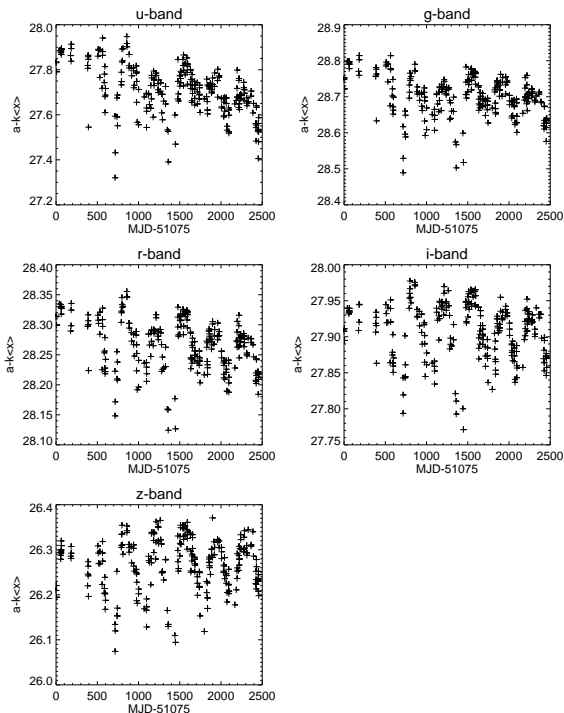 u-band
28.0
27.8
27.6
27.4
27.2
a-k<x>
0 500 1000 1500 2000 2500
MJD-51075
g-band
28.9
28.8
28.7
28.6
28.5
28.4
a-k<x>
0 500 1000 1500 2000 2500
MJD-51075
r-band
28.40
28.35
28.30
28.25
28.20
28.15
28.10
a-k<x>
0 500 1000 1500 2000 2500
MJD-51075
i-band
28.00
27.95
27.90
27.85
27.80
27.75
a-k<x>
0 500 1000 1500 2000 2500
MJD-51075
z-band
26.4
26.3
26.2
26.1
26.0
a-k<x>
0 500 1000 1500 2000 2500
MJD-51075